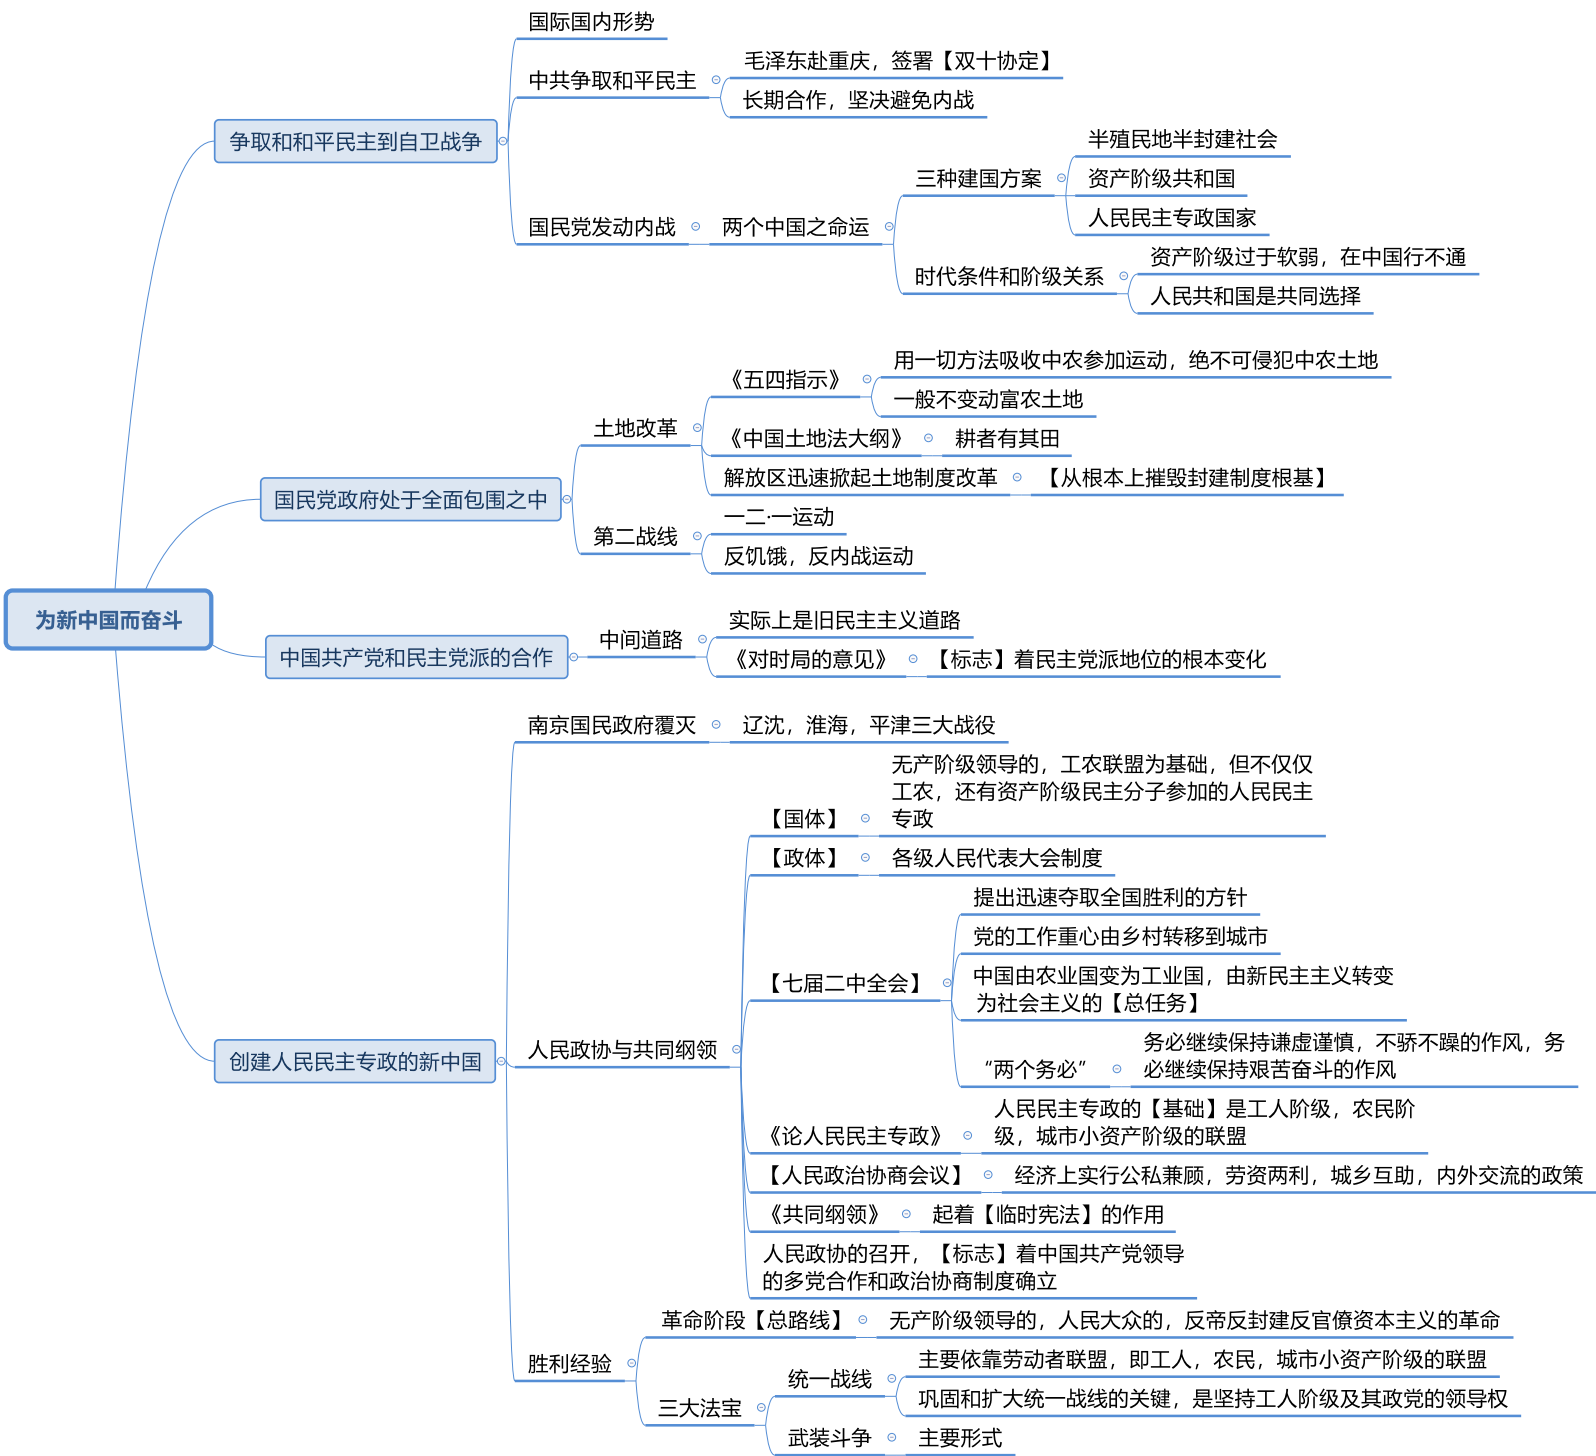 为新中国而奋斗
争取和和平民主到自卫战争
国际国内形势
中共争取和平民主
毛泽东赴重庆，签署【双十协定】
长期合作，坚决避免内战
国民党发动内战
两个中国之命运
三种建国方案
半殖民地半封建社会
资产阶级共和国
人民民主专政国家
时代条件和阶级关系
资产阶级过于软弱，在中国行不通
人民共和国是共同选择
国民党政府处于全面包围之中
土地改革
《五四指示》
用一切方法吸收中农参加运动，绝不可侵犯中农土地
一般不变动富农土地
《中国土地法大纲》
耕者有其田
解放区迅速掀起土地制度改革
【从根本上摧毁封建制度根基】
第二战线
一二·一运动
反饥饿，反内战运动
中国共产党和民主党派的合作
中间道路
实际上是旧民主主义道路
《对时局的意见》
【标志】着民主党派地位的根本变化
创建人民民主专政的新中国
南京国民政府覆灭
辽沈，淮海，平津三大战役
人民政协与共同纲领
【国体】
无产阶级领导的，工农联盟为基础，但不仅仅
工农，还有资产阶级民主分子参加的人民民主
专政
【政体】
各级人民代表大会制度
【七届二中全会】
提出迅速夺取全国胜利的方针
党的工作重心由乡村转移到城市
中国由农业国变为工业国，由新民主主义转变
为社会主义的【总任务】
“两个务必”
务必继续保持谦虚谨慎，不骄不躁的作风，务
必继续保持艰苦奋斗的作风
《论人民民主专政》
人民民主专政的【基础】是工人阶级，农民阶
级，城市小资产阶级的联盟
【人民政治协商会议】
经济上实行公私兼顾，劳资两利，城乡互助，内外交流的政策
《共同纲领》
起着【临时宪法】的作用
人民政协的召开，【标志】着中国共产党领导
的多党合作和政治协商制度确立
胜利经验
革命阶段【总路线】
无产阶级领导的，人民大众的，反帝反封建反官僚资本主义的革命
三大法宝
统一战线
主要依靠劳动者联盟，即工人，农民，城市小资产阶级的联盟
巩固和扩大统一战线的关键，是坚持工人阶级及其政党的领导权
武装斗争
主要形式